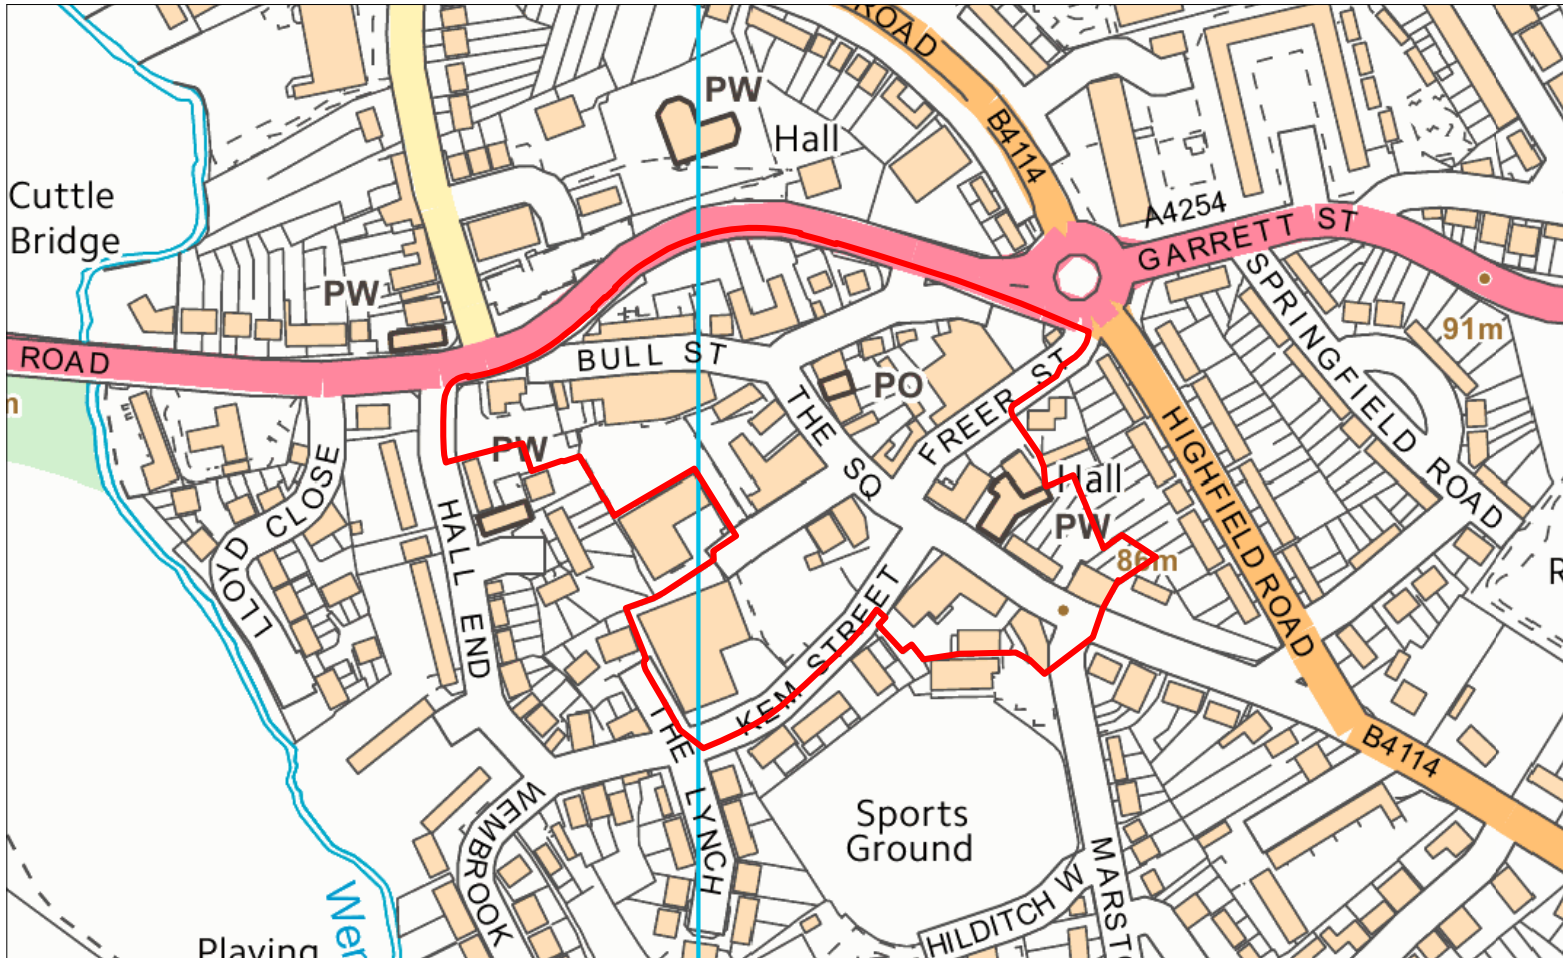 ROAD
PW
B4114
Hall
A4254
GARRETT ST
Cuttle
Bridge
PW
SPRINGFIELD ROAD
91m
ROAD
BULL ST
THE SQ
PO
FREER ST
HIGHFIELD ROAD
PW
Hall
PW
86m
LLOYD CLOSE
HALL END
KEM STREET
THE LYNCH
B4114
WEMBROOK
Sports
Ground
MARST
HILDITCH W
Wen
Playing